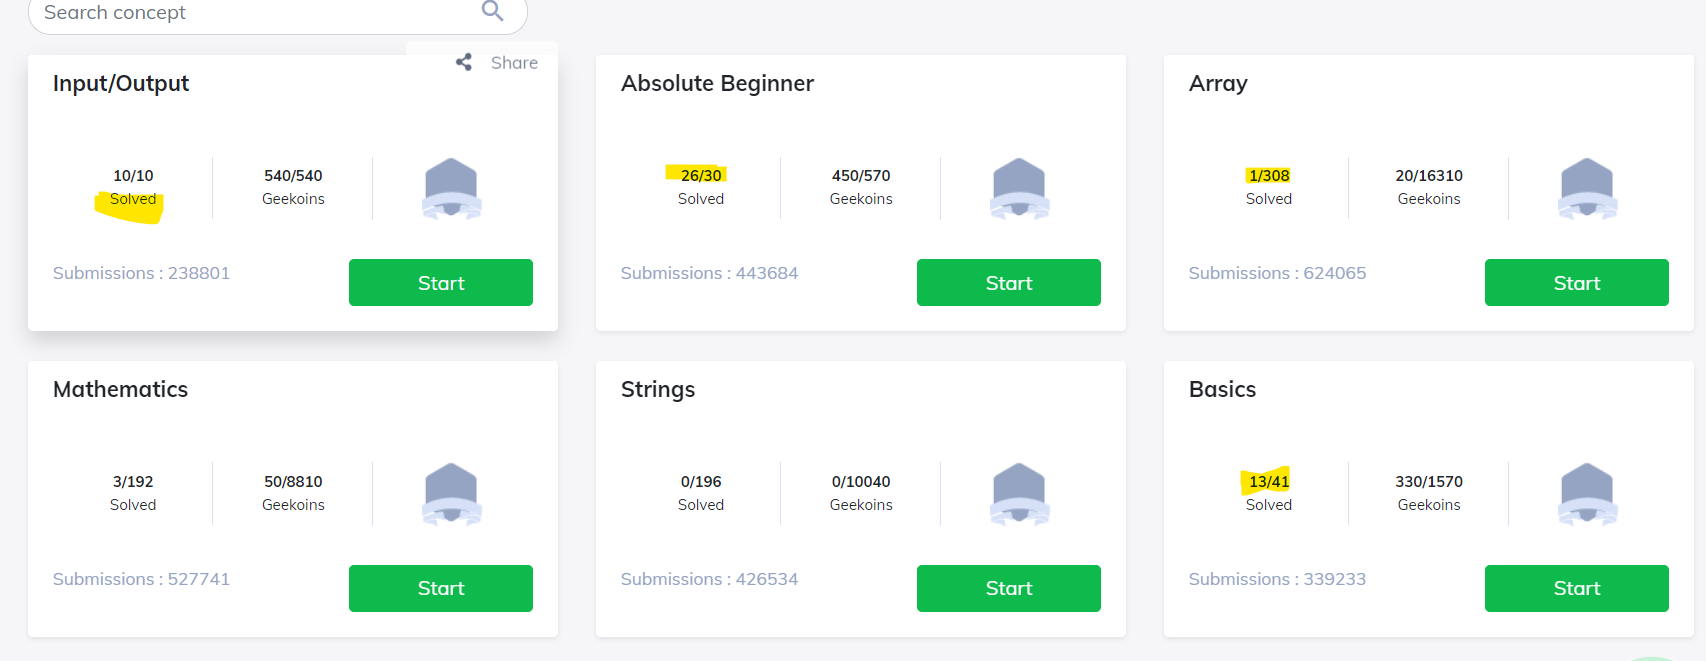 Search concept
Share
Input/Output
10/10
Solved
540/540
Geekoins
Submissions : 238801
Start
Absolute Beginner
26/30
Solved
450/570
Geekoins
Submissions : 443684
Start
Array
1/308
Solved
20/16310
Geekoins
Submissions : 624065
Start
Mathematics
3/192
Solved
50/8810
Geekoins
Submissions : 527741
Start
Strings
0/196
Solved
0/10040
Geekoins
Submissions : 426534
Start
Basics
13/41
Solved
330/1570
Geekoins
Submissions : 339233
Start